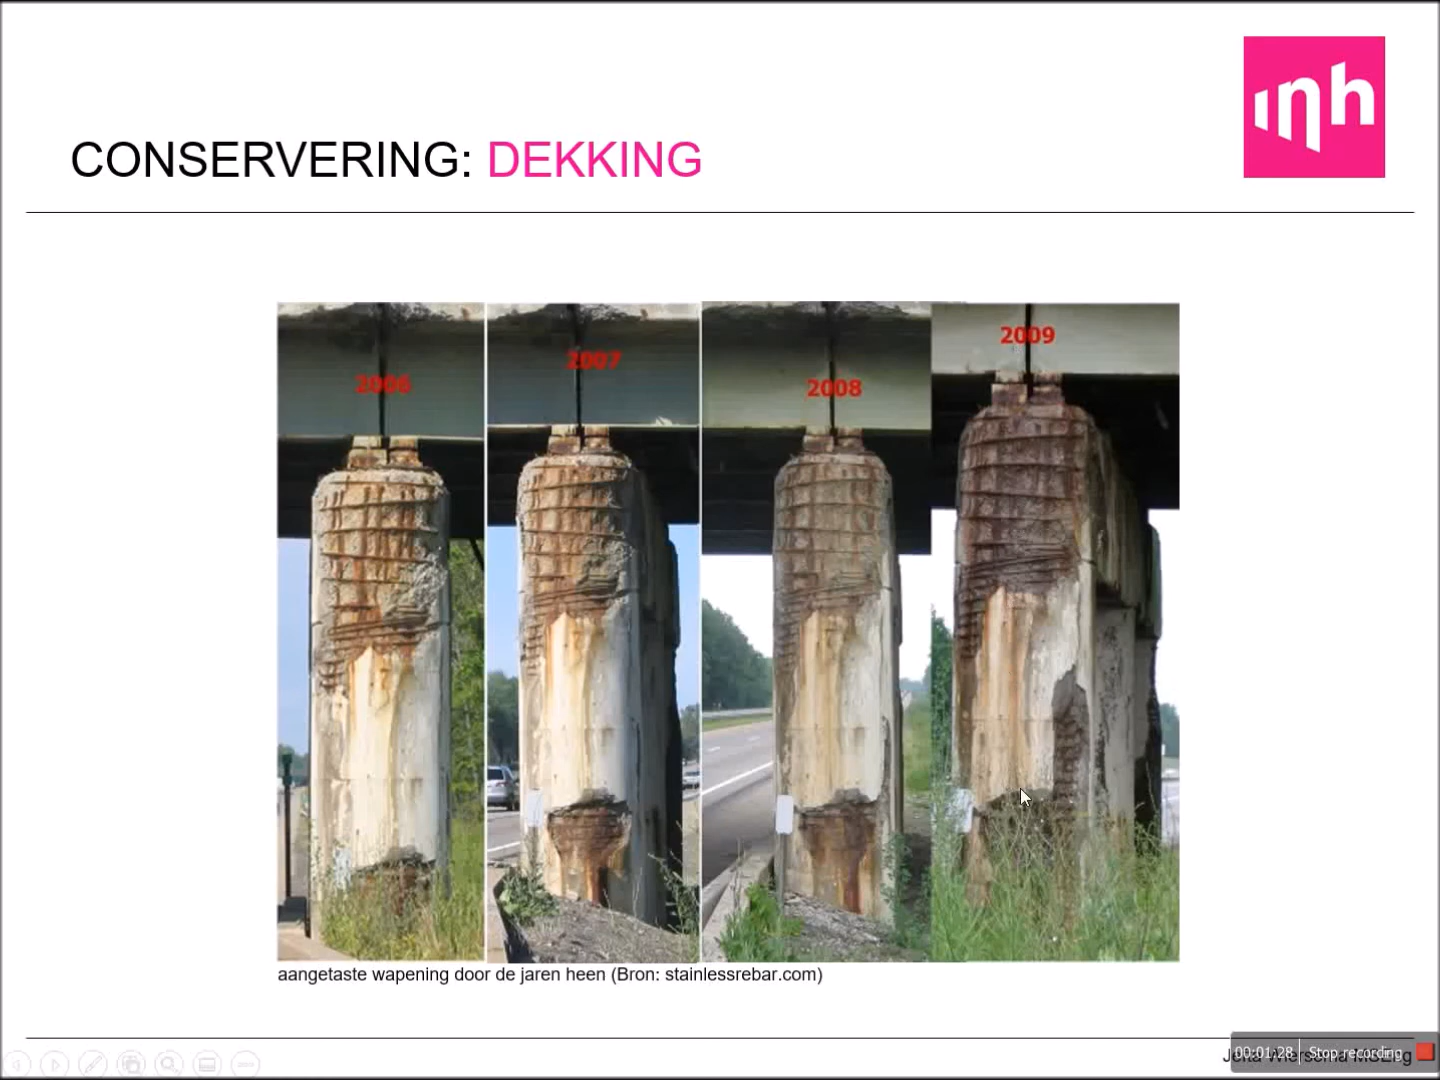 inh
CONSERVERING: DEKKING
2006
2007
2008
2009
aangetaste wapening door de jaren heen (Bron: stainlessrebar.com)
00:01:28 Stop recording